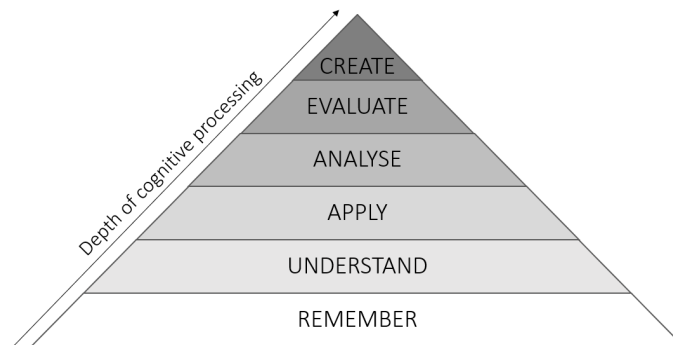 Depth of cognitive processing
CREATE
EVALUATE
ANALYSE
APPLY
UNDERSTAND
REMEMBER